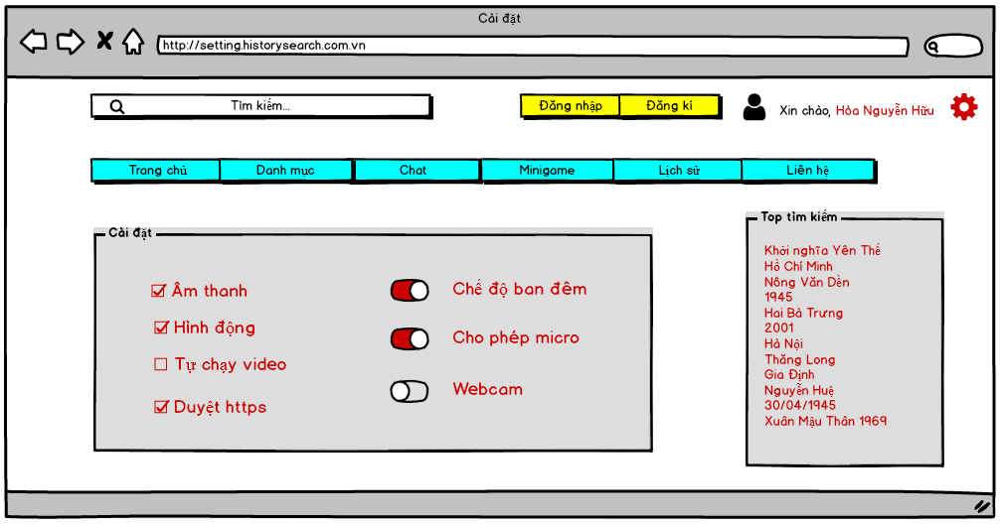 Cài đặt
http://setting.historysearch.com.vn
Tìm kiếm...
Đăng nhập
Đăng kí
Xin chào, Hòa Nguyễn Hữu
Trang chủ
Danh mục
Chat
Minigame
Lịch sử
Liên hệ
Cài đặt
Âm thanh
Hình động
Tự chạy video
Duyệt https
Chế độ ban đêm
Cho phép micro
Webcam
Top tìm kiếm
Khởi nghĩa Yên Thế
Hồ Chí Minh
Nông Văn Dền
1945
Hai Bà Trưng
2001
Hà Nội
Thăng Long
Gia Định
Nguyễn Huệ
30/04/1945
Xuân Mậu Thân 1969